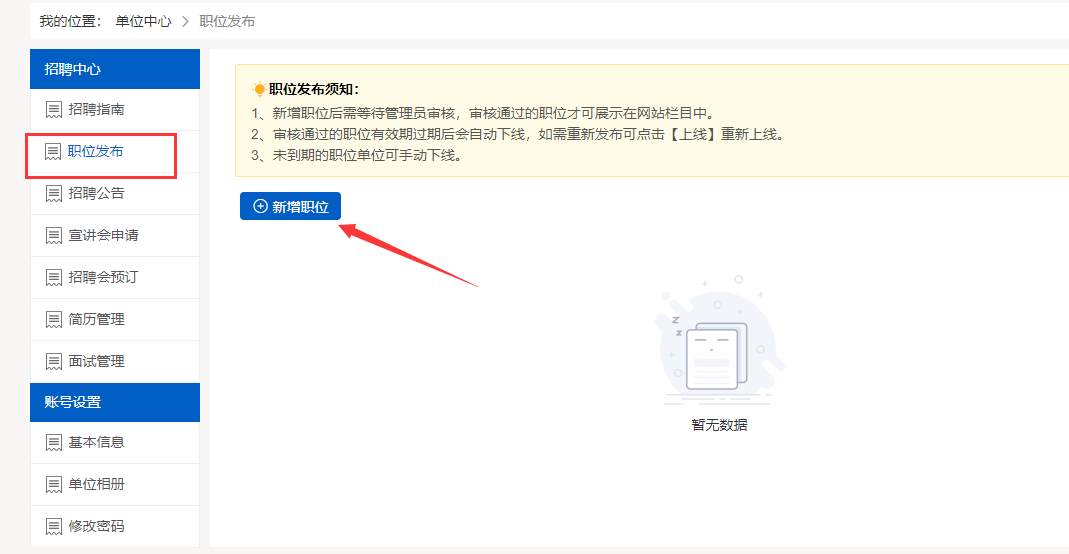 我的位置： 单位中心 > 职位发布
招聘中心
招聘指南
职位发布
招聘公告
宣讲会申请
招聘会预订
简历管理
面试管理
账号设置
基本信息
单位相册
修改密码
职位发布须知：
1、新增职位后需等待管理员审核，审核通过的职位才可展示在网站栏目中。
2、审核通过的职位有效期过期后会自动下线，如需重新发布可点击【上线】重新上线。
3、未到期的职位单位可手动下线。
新增职位
z
z
暂无数据